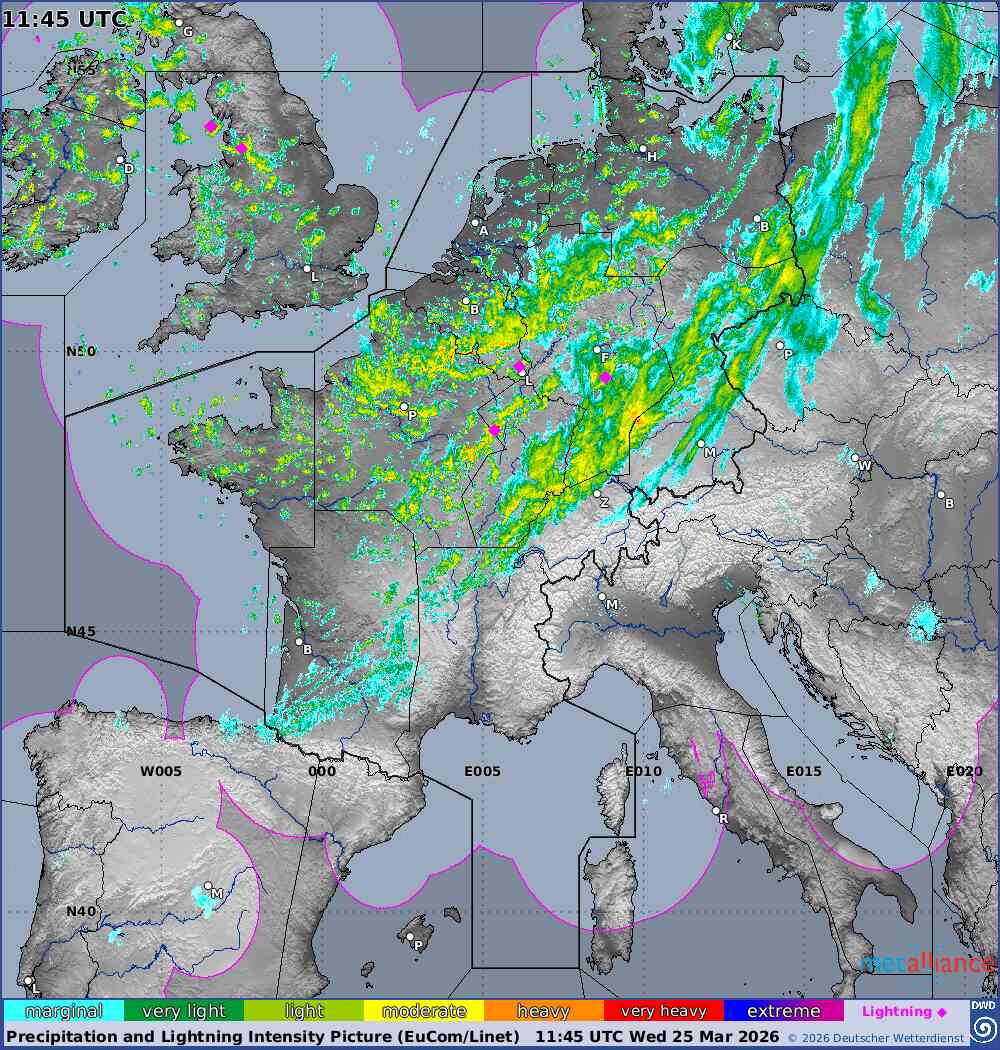 11:45 UTC
G
K
N55
H
D
A
B
L
B
N50
F
P
L
P
M
W
Z
B
M
N45
B
W005
000
E005
E010
E015
E020
R
M
N40
P
metalliance
L
marginal very light light moderate heavy very heavy extreme Lightning
DWD
Precipitation and Lightning Intensity Picture (EuCom/Linet) 11:45 UTC Wed 25 Mar 2026 © 2026 Deutscher Wetterdienst